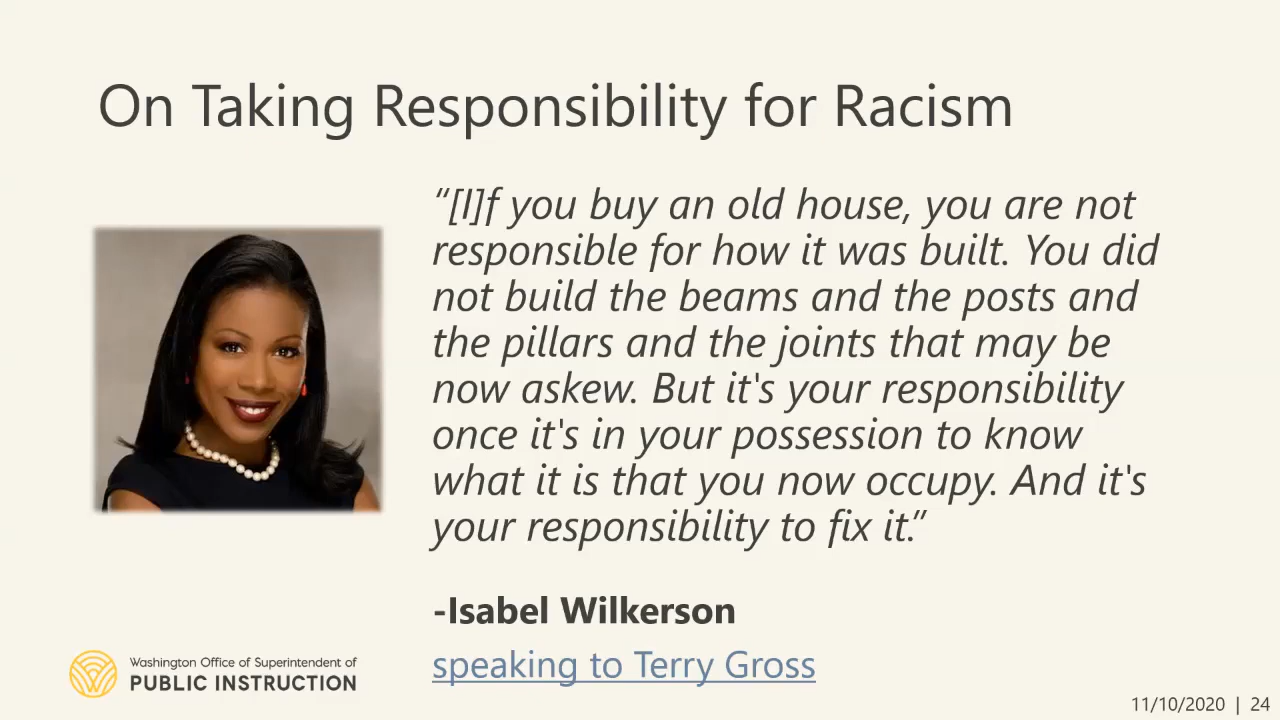 On Taking Responsibility for Racism
“[I]f you buy an old house, you are not
responsible for how it was built. You did
not build the beams and the posts and
the pillars and the joints that may be
now askew. But it's your responsibility
once it's in your possession to know
what it is that you now occupy. And it's
your responsibility to fix it.”
-Isabel Wilkerson
speaking to Terry Gross
Washington Office of Superintendent of
PUBLIC INSTRUCTION
11/10/2020 | 24